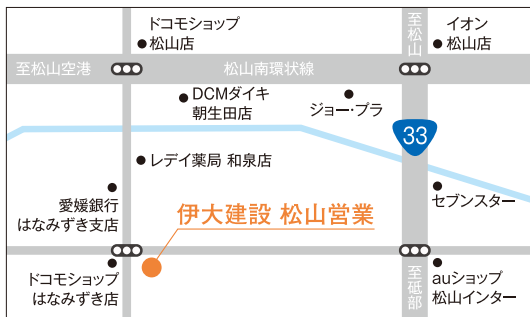 ドコモショップ
松山店
至松山
イオン
松山店
至松山空港
松山南環状線
DCMダイキ
朝生田店
ジョー・プラ
33
レデイ薬局 和泉店
愛媛銀行
はなみずき支店
セブンスター
伊大建設 松山営業
ドコモショップ
はなみずき店
至砥部
auショップ
松山インター